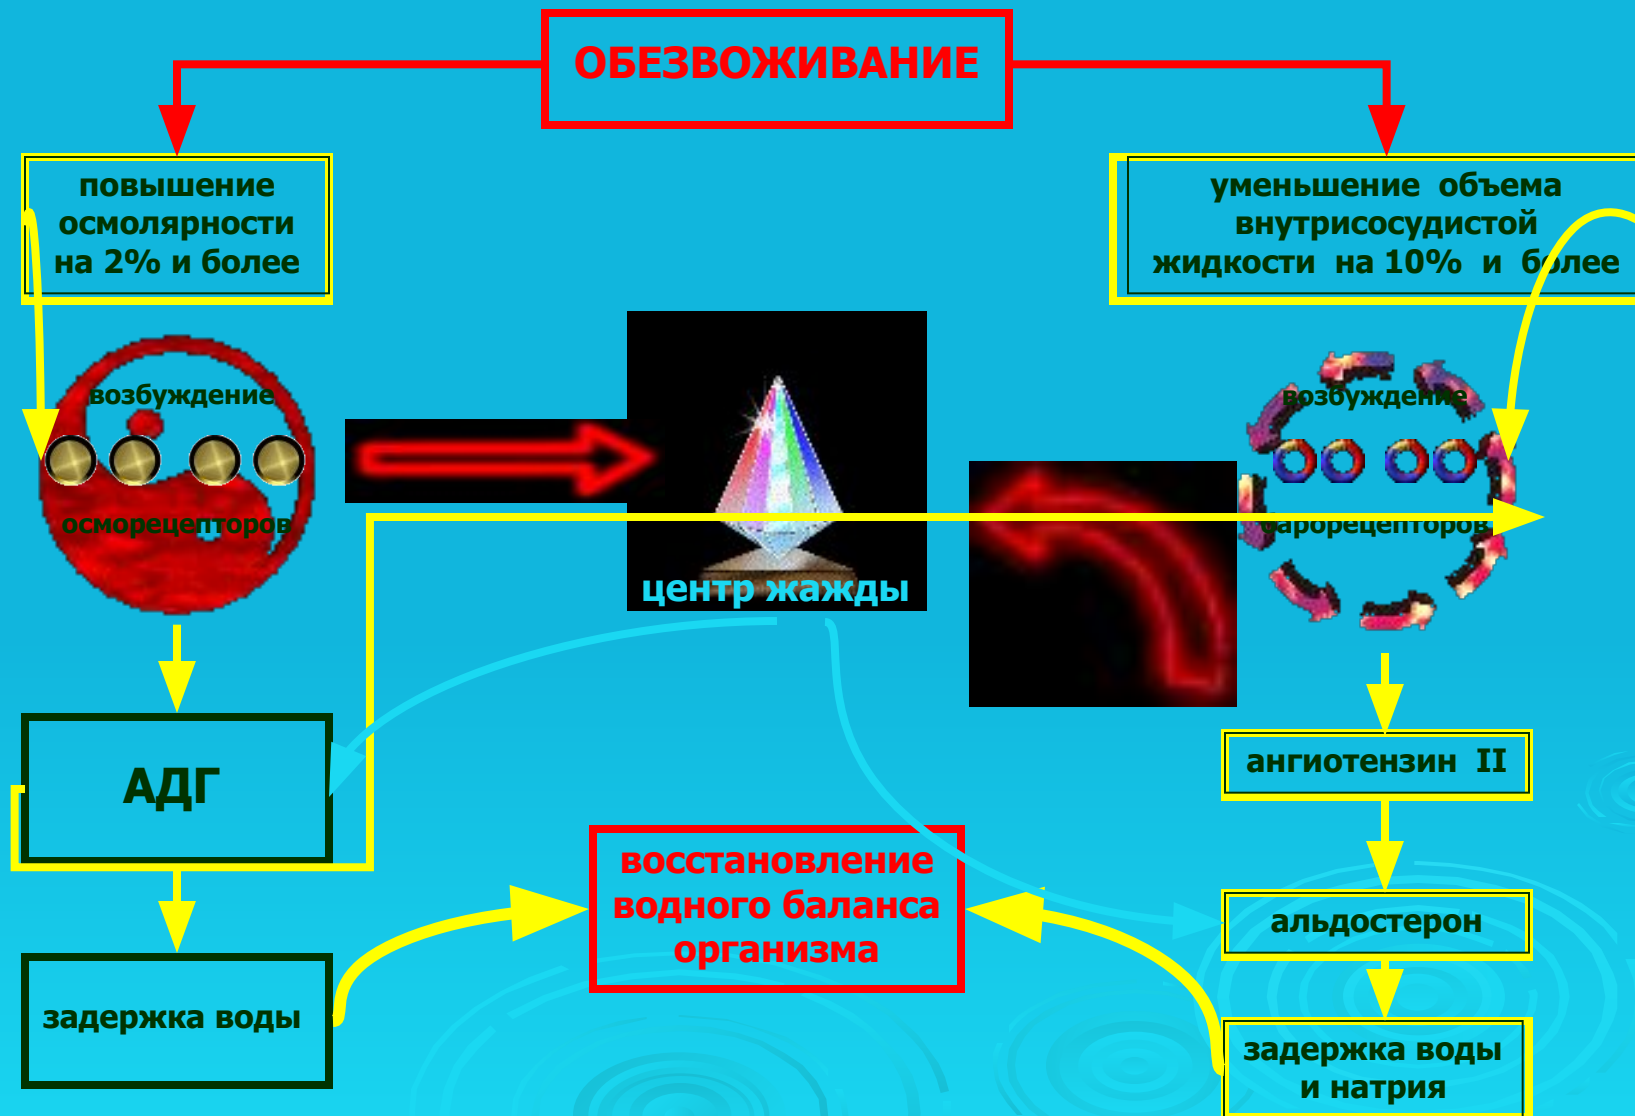 ОБЕЗВОЖИВАНИЕ
повышение
осмолярности
на 2% и более
уменьшение объема
внутрисосудистой
жидкости на 10% и более
возбуждение
осморецепторов
центр жажды
возбуждение
барорецепторов
АДГ
ангиотензин II
восстановление
водного баланса
организма
альдостерон
задержка воды
задержка воды
и натрия